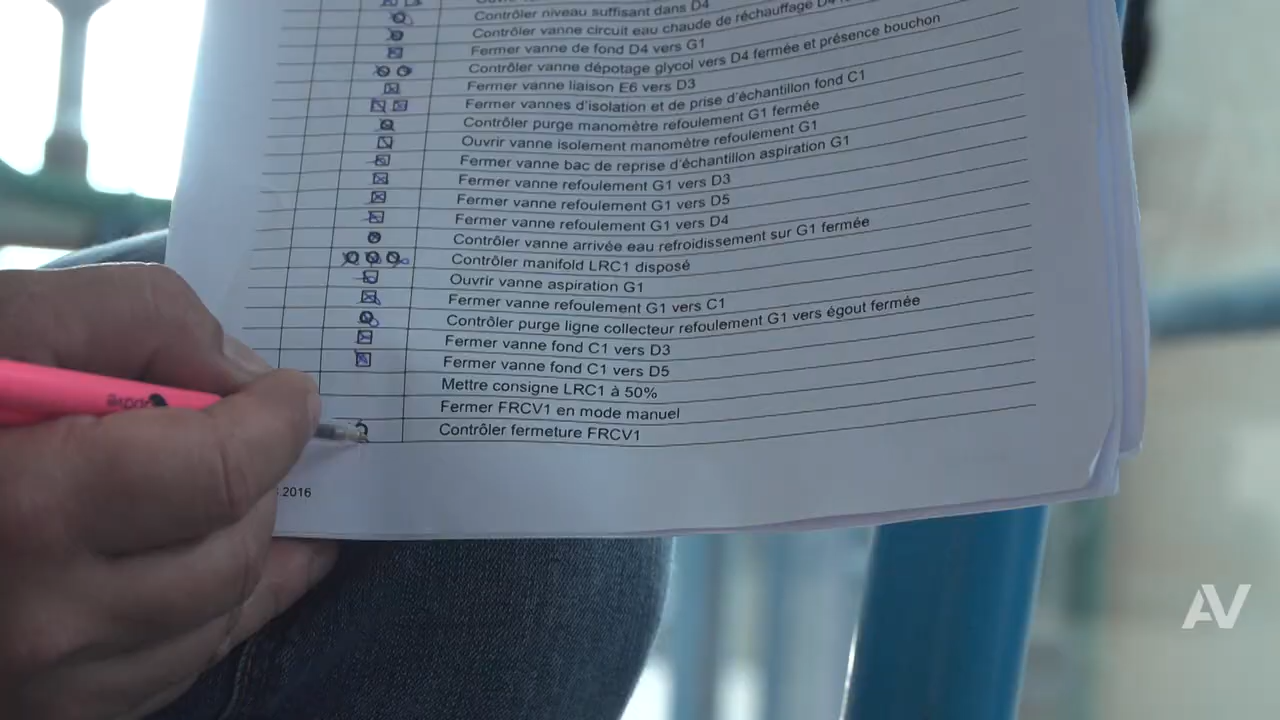 Contrôler niveau suffisant dans D4
Contrôler vanne circuit eau chaude de réchauffage D4
Fermer vanne de fond D4 vers G1
Contrôler vanne dépotage glycol vers D4 fermée et présence bouchon
Fermer vanne liaison E6 vers D3
Fermer vannes d'isolation et de prise d'échantillon fond C1
Contrôler purge manomètre refoulement G1 fermée
Ouvrir vanne isolement manomètre refoulement G1
Fermer vanne bac de reprise d'échantillon aspiration G1
Fermer vanne refoulement G1 vers D3
Fermer vanne refoulement G1 vers D5
Fermer vanne refoulement G1 vers D4
Contrôler vanne arrivée eau refroidissement sur G1 fermée
Contrôler manifold LRC1 disposé
Ouvrir vanne aspiration G1
Fermer vanne refoulement G1 vers C1
Contrôler purge ligne collecteur refoulement G1 vers égout fermée
Fermer vanne fond C1 vers D3
Fermer vanne fond C1 vers D5
Mettre consigne LRC1 à 50%
Fermer FRCV1 en mode manuel
Contrôler fermeture FRCV1
.2016
AV